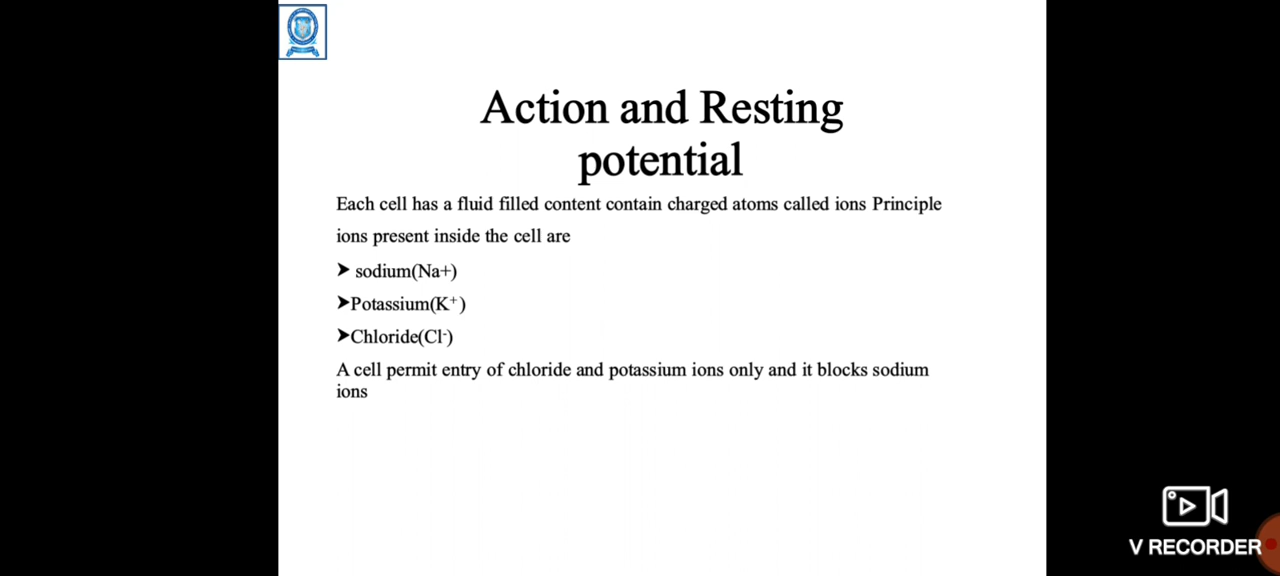 Action and Resting
potential
Each cell has a fluid filled content contain charged atoms called ions Principle
ions present inside the cell are
➤ sodium(Na+)
➤Potassium(K⁺)
➤Chloride(Cl⁻)
A cell permit entry of chloride and potassium ions only and it blocks sodium
ions
V RECORDER